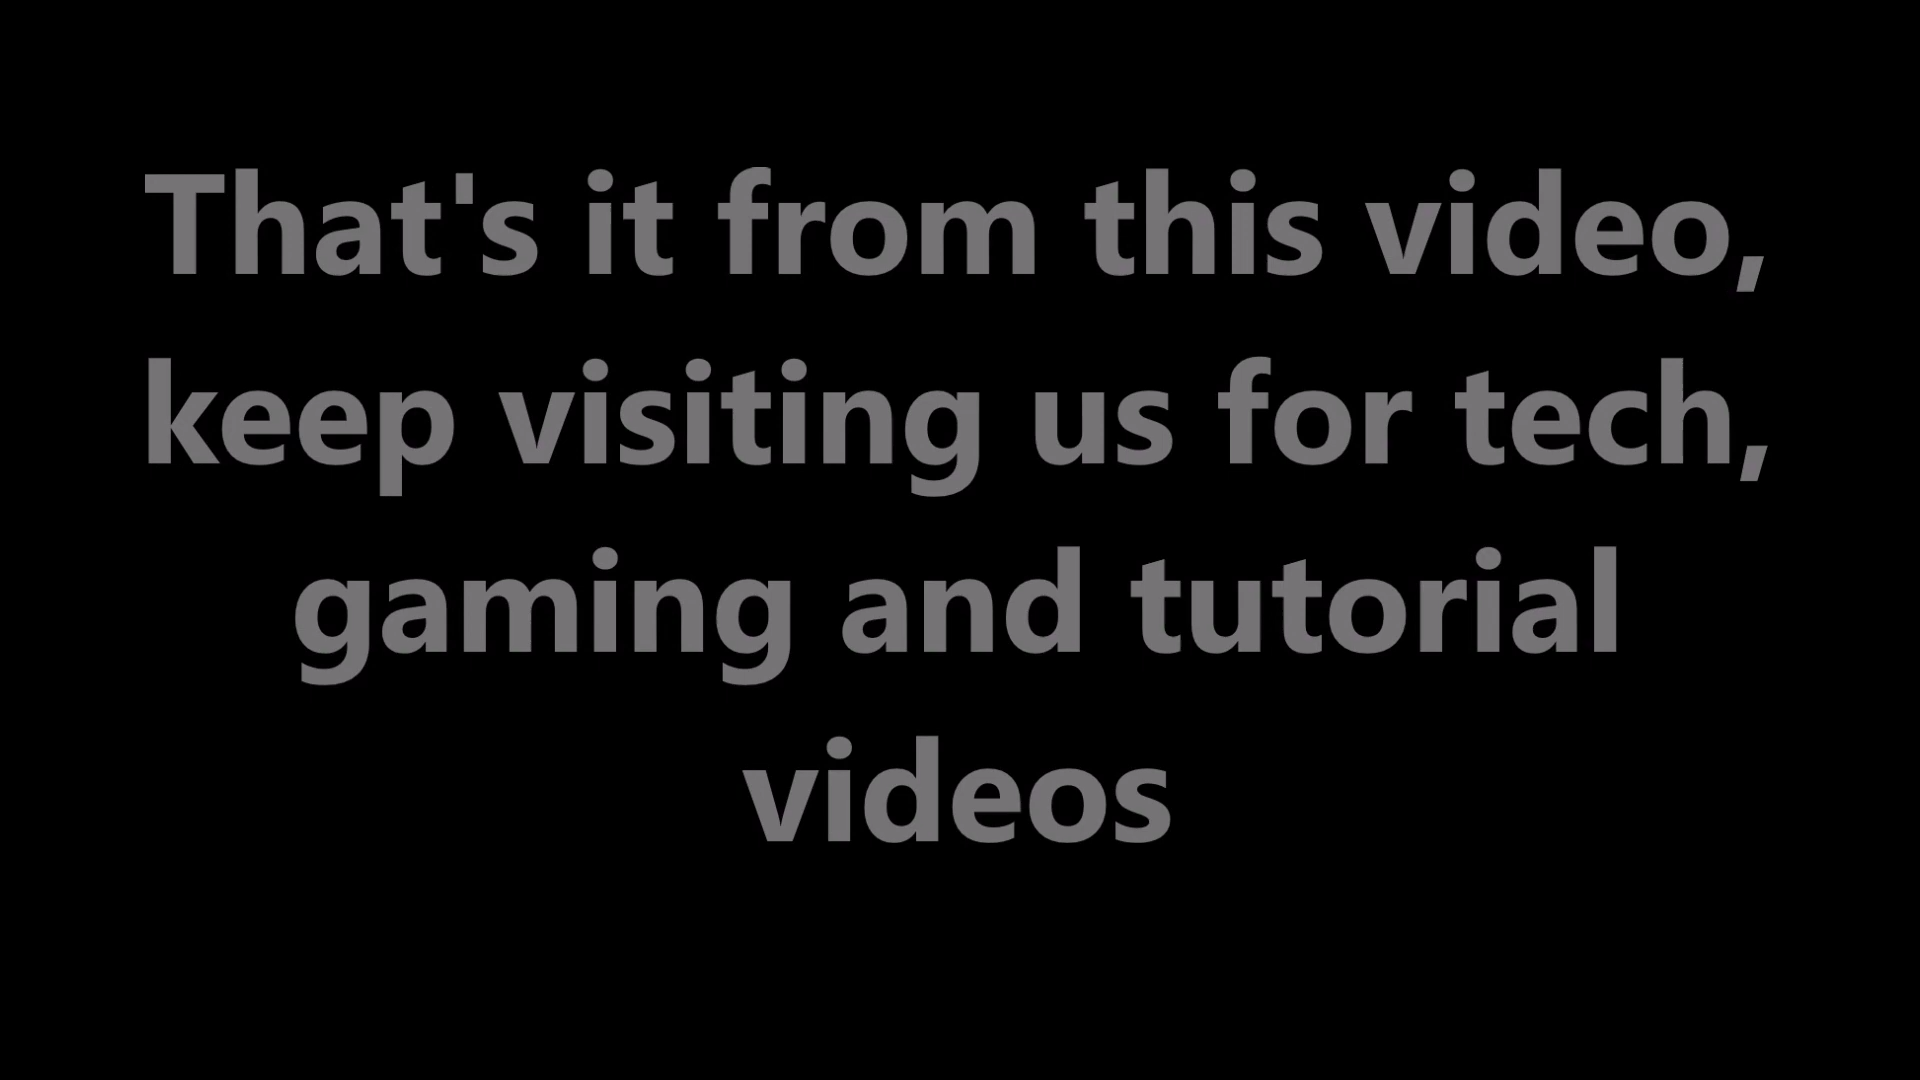 That's it from this video,
keep visiting us for tech,
gaming and tutorial
videos